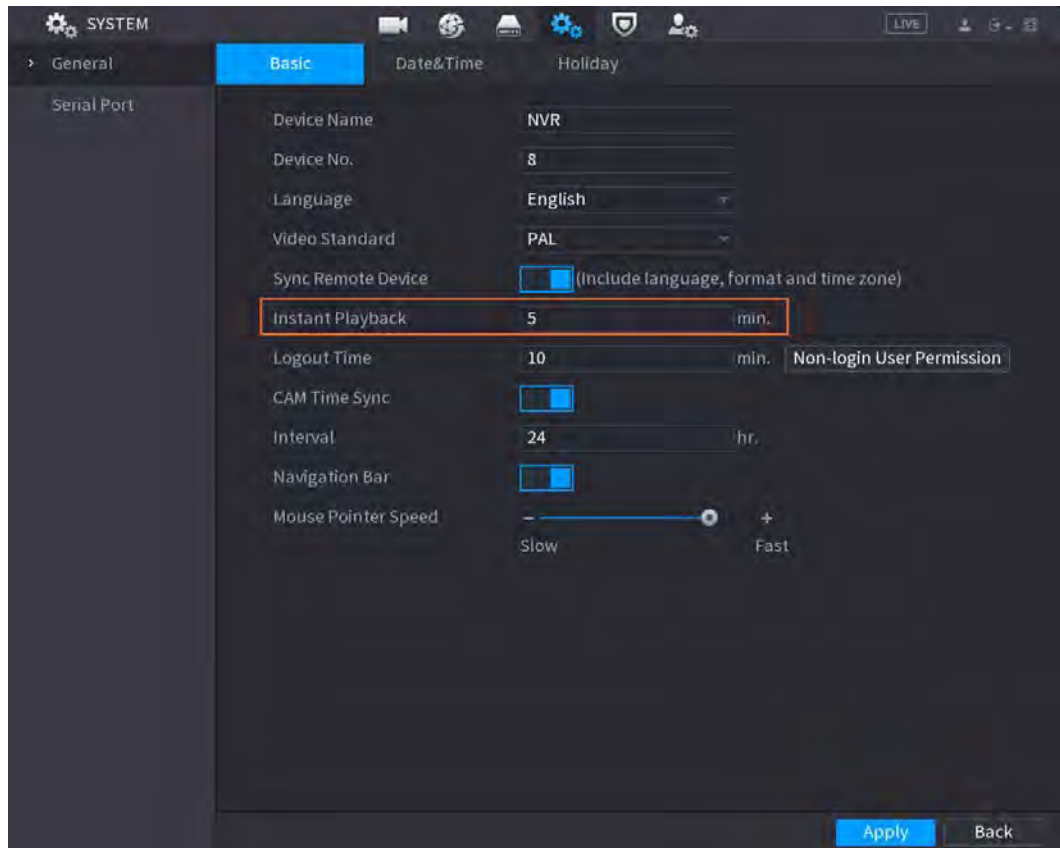 SYSTEM
LIVE
General
Basic Date&Time Holiday
Serial Port
Device Name NVR
Device No. 8
Language English
Video Standard PAL
Sync Remote Device (Include language, format and time zone)
Instant Playback 5 min.
Logout Time 10 min. Non-login User Permission
CAM Time Sync
Interval 24 hr.
Navigation Bar
Mouse Pointer Speed - +
Slow Fast
Apply Back